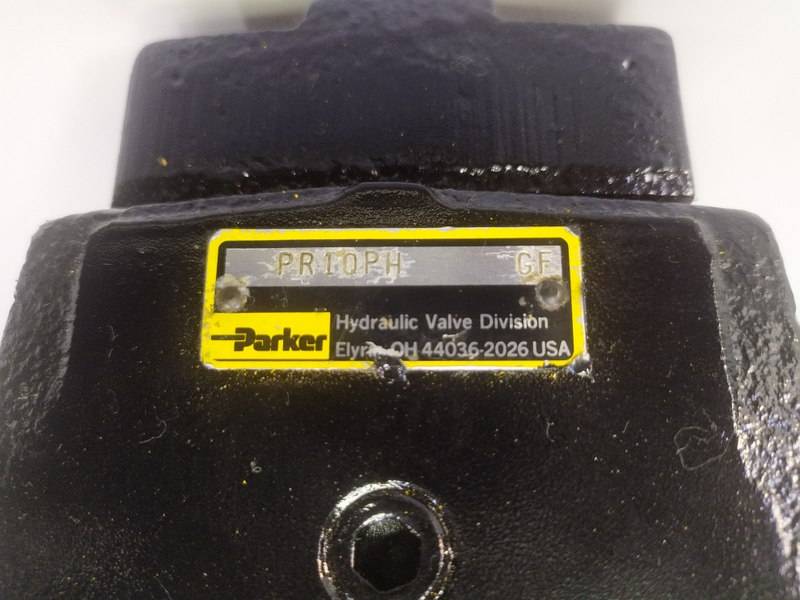 PR10PH GF
Parker
Hydraulic Valve Division
Elyria OH 44036-2026 USA